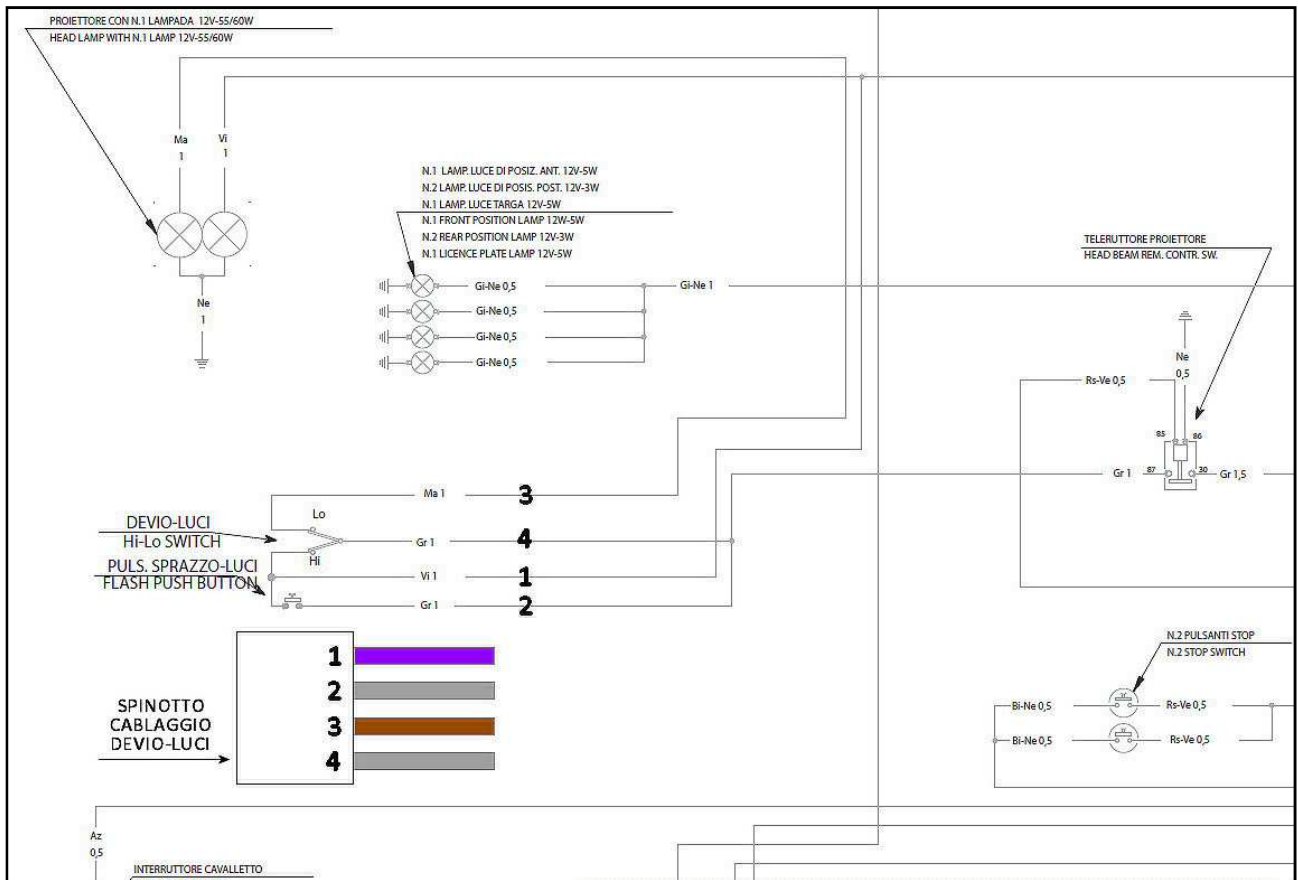 PROIETTORE CON N.1 LAMPADA 12V-55/60W
HEAD LAMP WITH N.1 LAMP 12V-55/60W
Ma
1
Vi
1
N.1 LAMP. LUCE DI POSIZ. ANT. 12V-5W
N.2 LAMP. LUCE DI POSIS. POST. 12V-3W
N.1 LAMP. LUCE TARGA 12V-5W
N.1 FRONT POSITION LAMP 12W-5W
N.2 REAR POSITION LAMP 12V-3W
N.1 LICENCE PLATE LAMP 12V-5W
TELERUTTORE PROIETTORE
HEAD BEAM REM. CONTR. SW.
Gi-Ne 0,5
Gi-Ne 1
Gi-Ne 0,5
Gi-Ne 0,5
Gi-Ne 0,5
Ne
1
Ne
0,5
Rs-Ve 0,5
85
86
Gr 1
87
30
Gr 1,5
Ma 1
3
Lo
DEVIO-LUCI
Hi-Lo SWITCH
Gr 1
4
Hi
PULS. SPRAZZO-LUCI
FLASH PUSH BUTTON
Vi 1
1
Gr 1
2
N.2 PULSANTI STOP
N.2 STOP SWITCH
1
2
3
4
SPINOTTO
CABLAGGIO
DEVIO-LUCI
Bi-Ne 0,5
Rs-Ve 0,5
Bi-Ne 0,5
Rs-Ve 0,5
Az
0,5
INTERRUTTORE CAVALLETTO